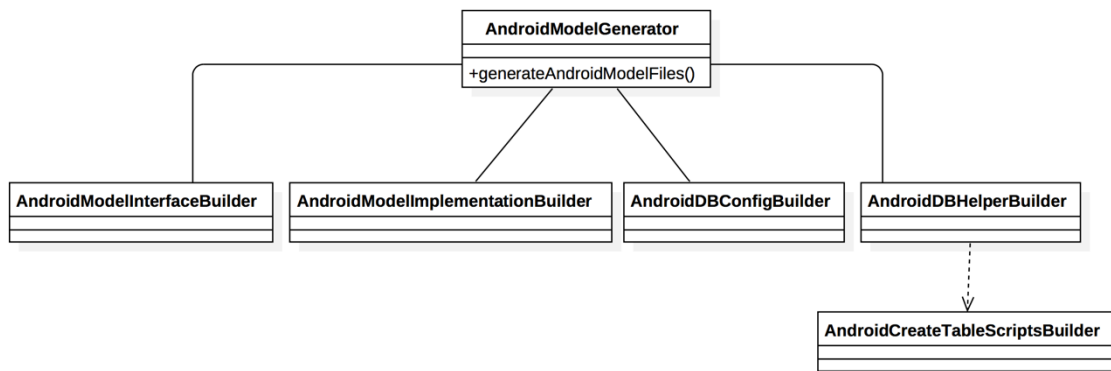 AndroidModelGenerator
+generateAndroidModelFiles()
AndroidModelInterfaceBuilder
AndroidModelImplementationBuilder
AndroidDBConfigBuilder
AndroidDBHelperBuilder
AndroidCreateTableScriptsBuilder